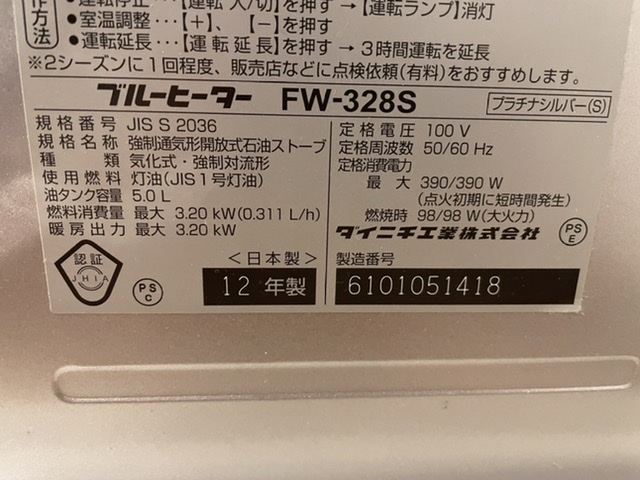 作方法
●運転停止…【運転 入/切】を押す→【運転ランプ】消灯
●室温調整…【＋】、【－】を押す
●運転延長…【運転延長】を押す → 3時間運転を延長
※2シーズンに1回程度、販売店などに点検依頼(有料)をおすすめします。
ブルーヒーター FW-328S プラチナシルバー(S)
規格番号 JIS S 2036
規格名称 強制通気形開放式石油ストーブ
種類 気化式・強制対流形
使用燃料 灯油(JIS1号灯油)
油タンク容量 5.0 L
燃料消費量 最大 3.20 kW(0.311 L/h)
暖房出力 最大 3.20 kW
定格電圧 100 V
定格周波数 50/60 Hz
定格消費電力
最大 390/390 W
(点火初期に短時間発生)
燃焼時 98/98 W(大火力)
ダイニチ工業株式会社
PS E
認証
JHIA
PS C
<日本製>
12 年製
製造番号
6101051418